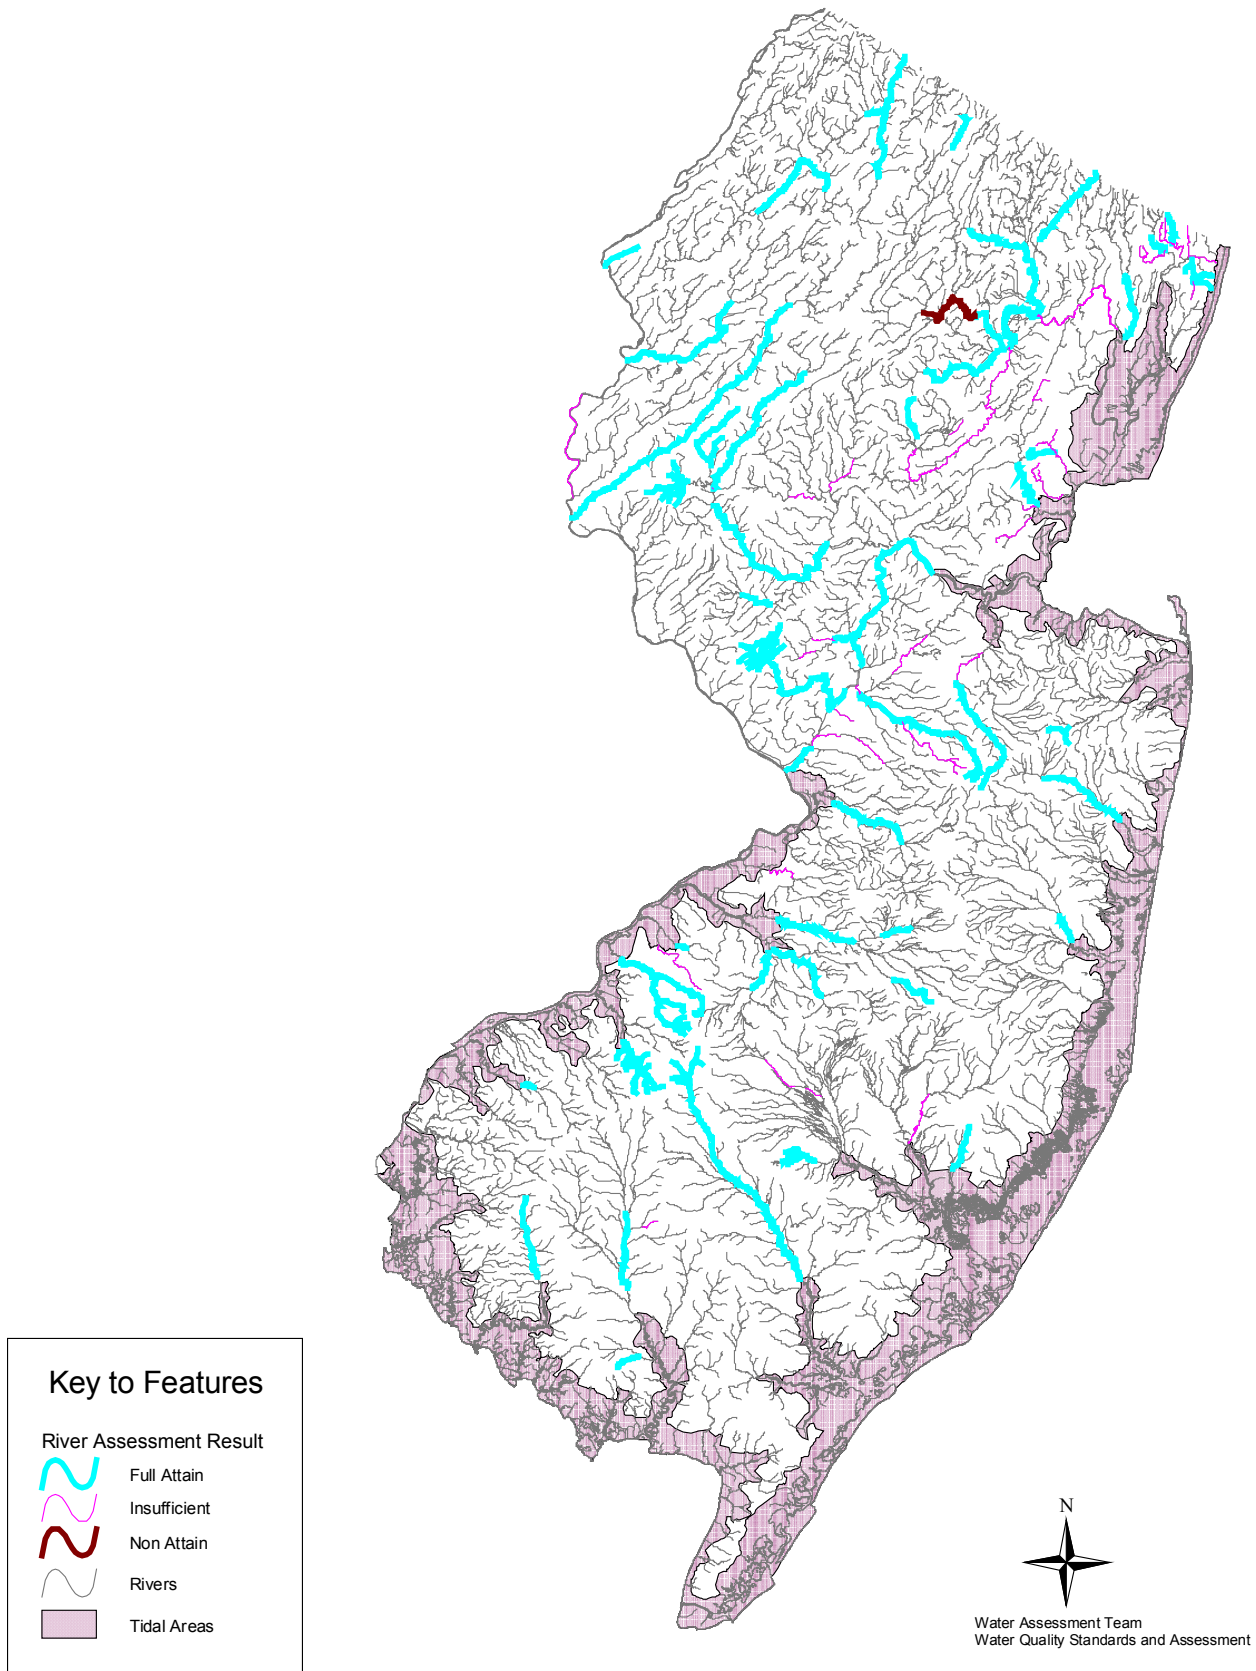 Key to Features
River Assessment Result
Full Attain
Insufficient
Non Attain
Rivers
Tidal Areas
N
Water Assessment Team
Water Quality Standards and Assessment